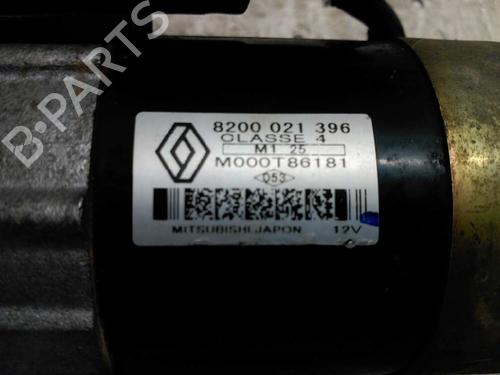 8200 021 396
CLASSE 4
M1 25
M000T86181
D53
MITSUBISHI JAPON 12V
B-PARTS